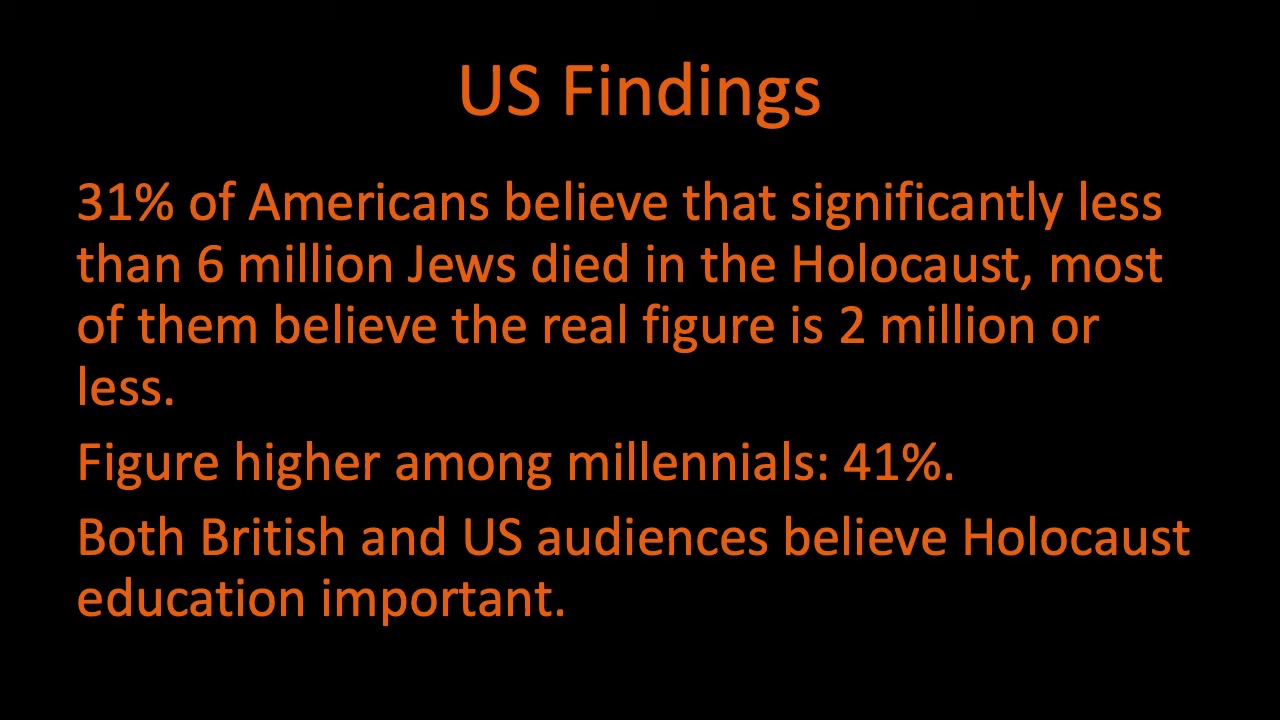 US Findings
31% of Americans believe that significantly less
than 6 million Jews died in the Holocaust, most
of them believe the real figure is 2 million or
less.
Figure higher among millennials: 41%.
Both British and US audiences believe Holocaust
education important.